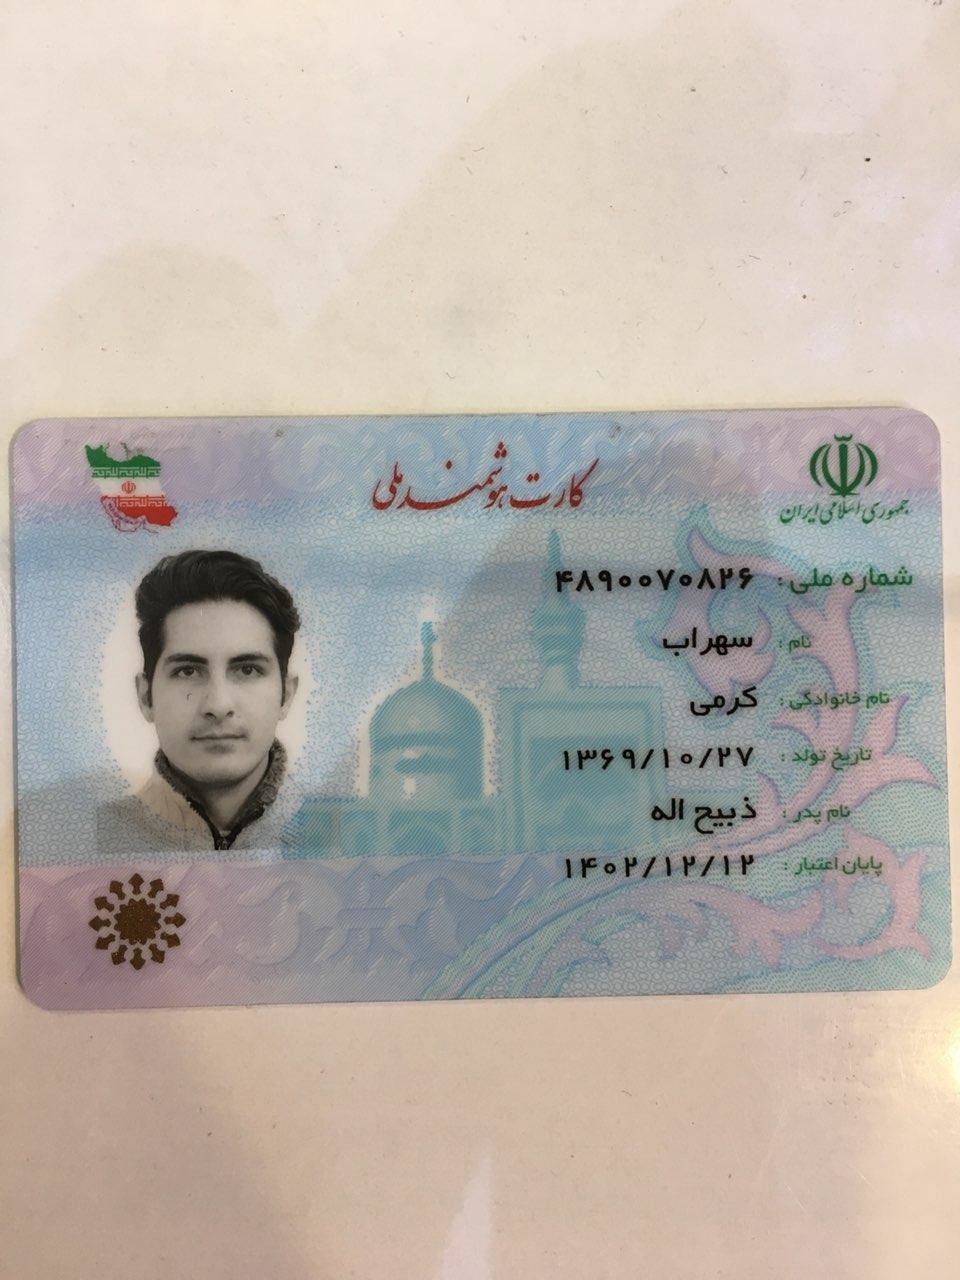 کارت هوشمند ملی
جمهوری اسلامی ایران
شماره ملی : ۴۸۹۰۰۷۰۸۲۶
نام : سهراب
نام خانوادگی : کرمی
تاریخ تولد : ۱۳۶۹/۱۰/۲۷
نام پدر : ذبیح اله
پایان اعتبار : ۱۴۰۲/۱۲/۱۲